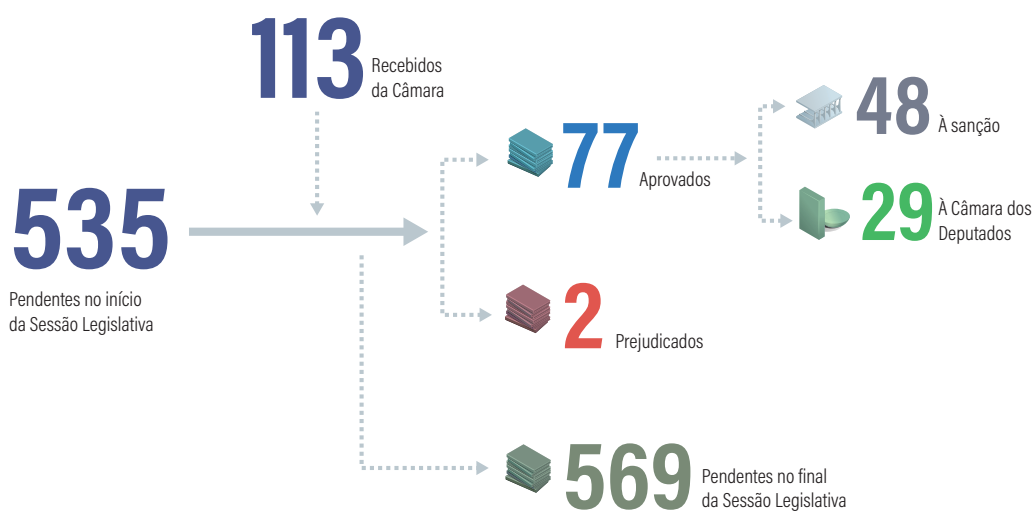 113
Recebidos
da Câmara
535
Pendentes no início
da Sessão Legislativa
77
Aprovados
48
À sanção
29
À Câmara dos
Deputados
2
Prejudicados
569
Pendentes no final
da Sessão Legislativa